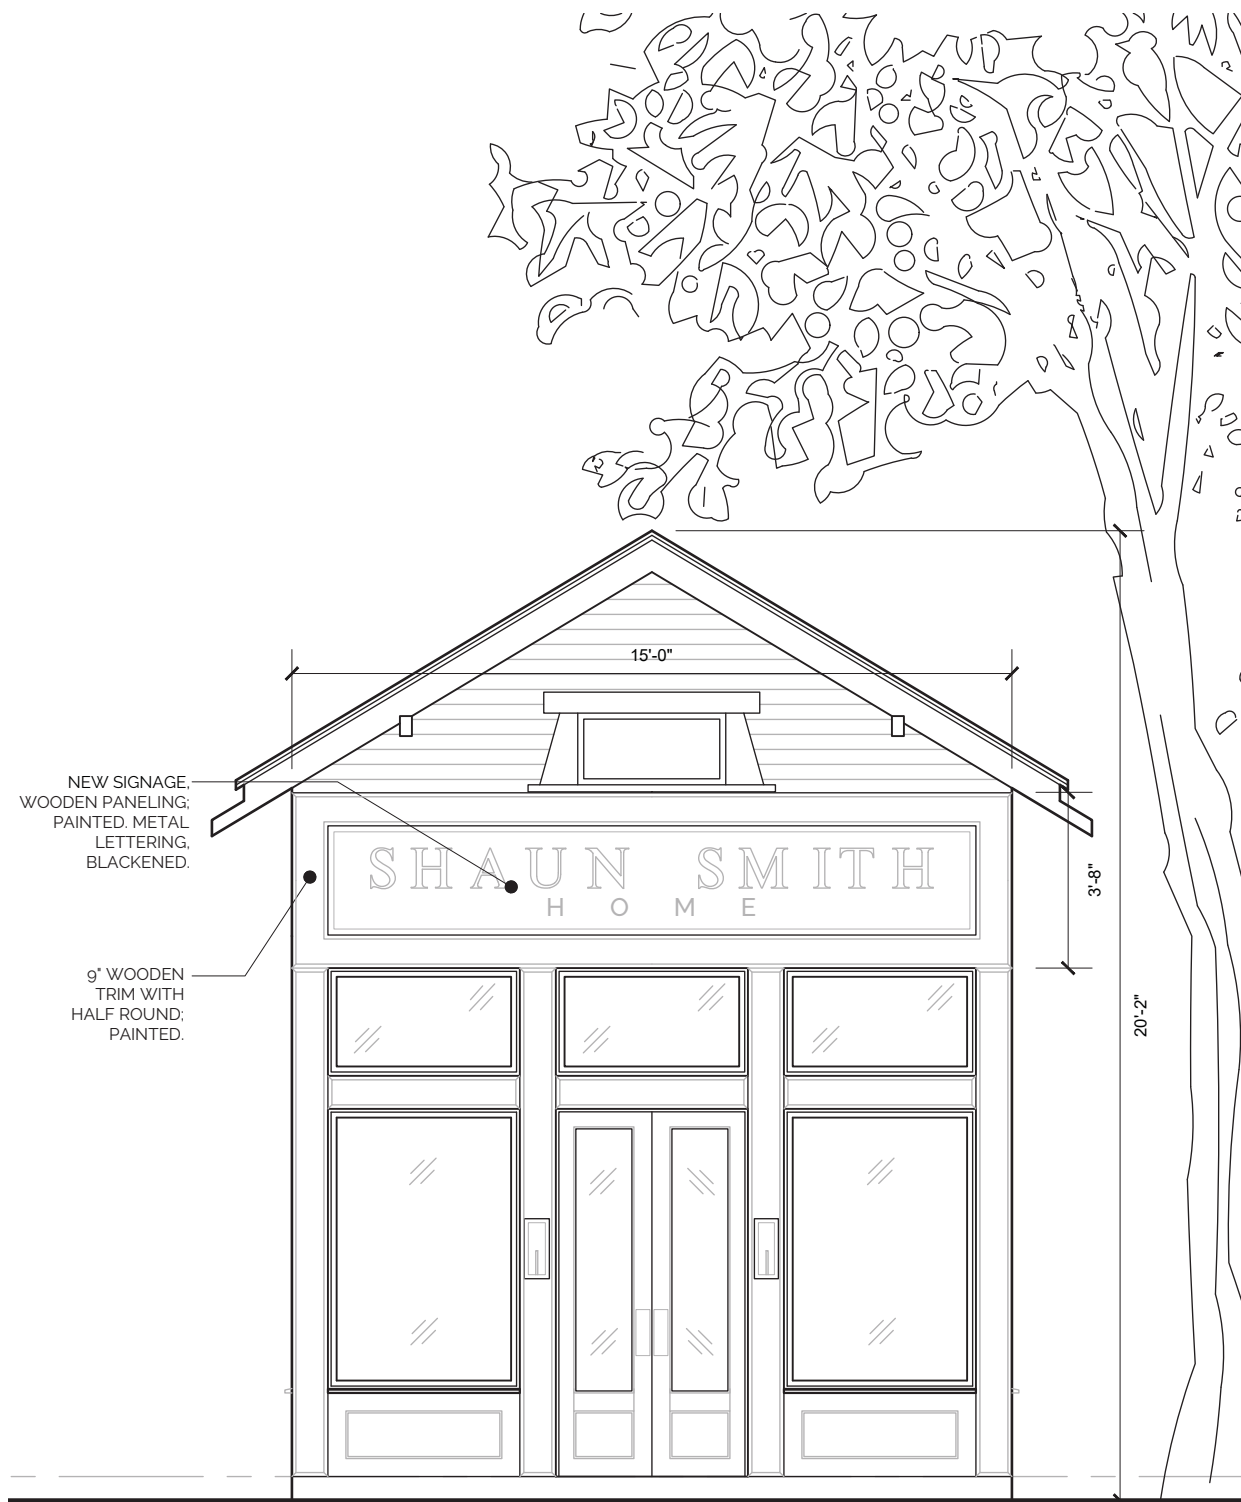 15'-0"
NEW SIGNAGE,
WOODEN PANELING;
PAINTED. METAL
LETTERING,
BLACKENED.
SHAUN SMITH
HOME
3'-8"
9" WOODEN
TRIM WITH
HALF ROUND;
PAINTED.
20'-2"